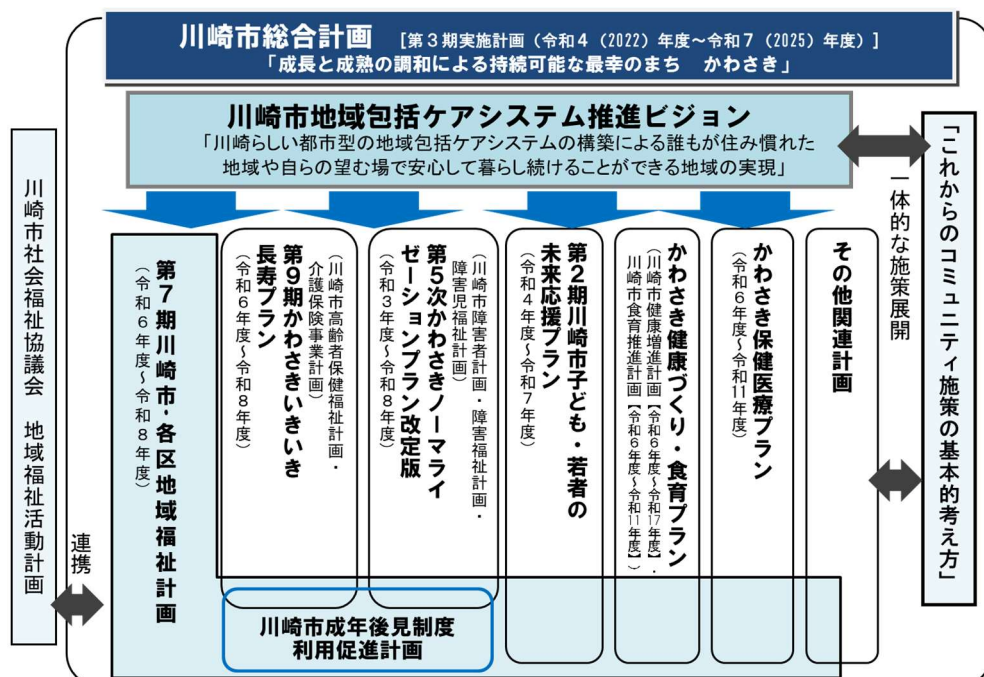 川崎市総合計画 [第3期実施計画(令和4(2022)年度~令和7(2025)年度)]
「成長と成熟の調和による持続可能な最幸のまち かわさき」
川崎市地域包括ケアシステム推進ビジョン
「川崎らしい都市型の地域包括ケアシステムの構築による誰もが住み慣れた
地域や自らの望む場で安心して暮らし続けることができる地域の実現」
「これからのコミュニティ施策の基本的考え方」
一体的な施策展開
その他関連計画
かわさき保健医療プラン
(令和6年度~令和11年度)
かわさき健康づくり・食育プラン
(川崎市健康増進計画【令和6年度~令和17年度】・
川崎市食育推進計画【令和6年度~令和11年度】)
第2期川崎市子ども・若者の
未来応援プラン
(令和4年度~令和7年度)
(川崎市障害者計画・障害福祉計画・
障害児福祉計画)
第5次かわさきノーマライ
ゼーションプラン改定版
(令和3年度~令和8年度)
(川崎市高齢者保健福祉計画・
介護保険事業計画)
第9期かわさきいきいき
長寿プラン
(令和6年度~令和8年度)
第7期川崎市・各区地域福祉計画
(令和6年度~令和8年度)
連携
川崎市社会福祉協議会 地域福祉活動計画
川崎市成年後見制度
利用促進計画